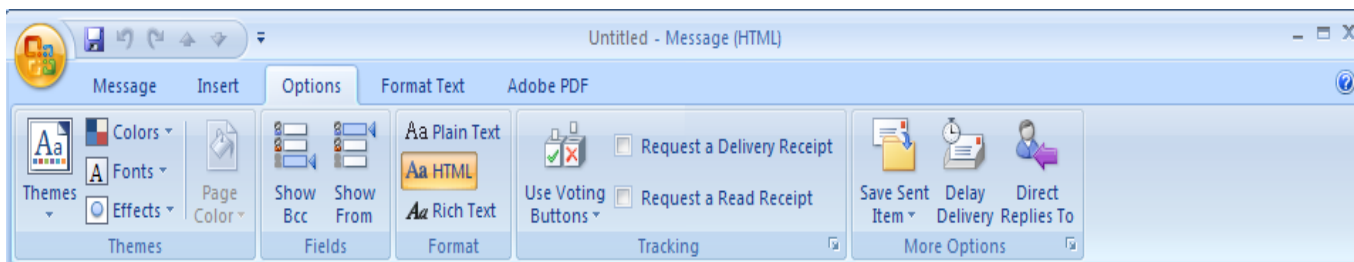 Untitled - Message (HTML)
Message Insert Options Format Text Adobe PDF
Themes
Colors
Fonts
Effects
Page Color
Themes
Show Bcc
Show From
Fields
Aa Plain Text
Aa HTML
Aa Rich Text
Format
Use Voting Buttons
Request a Delivery Receipt
Request a Read Receipt
Tracking
Save Sent Item
Delay Delivery
Direct Replies To
More Options